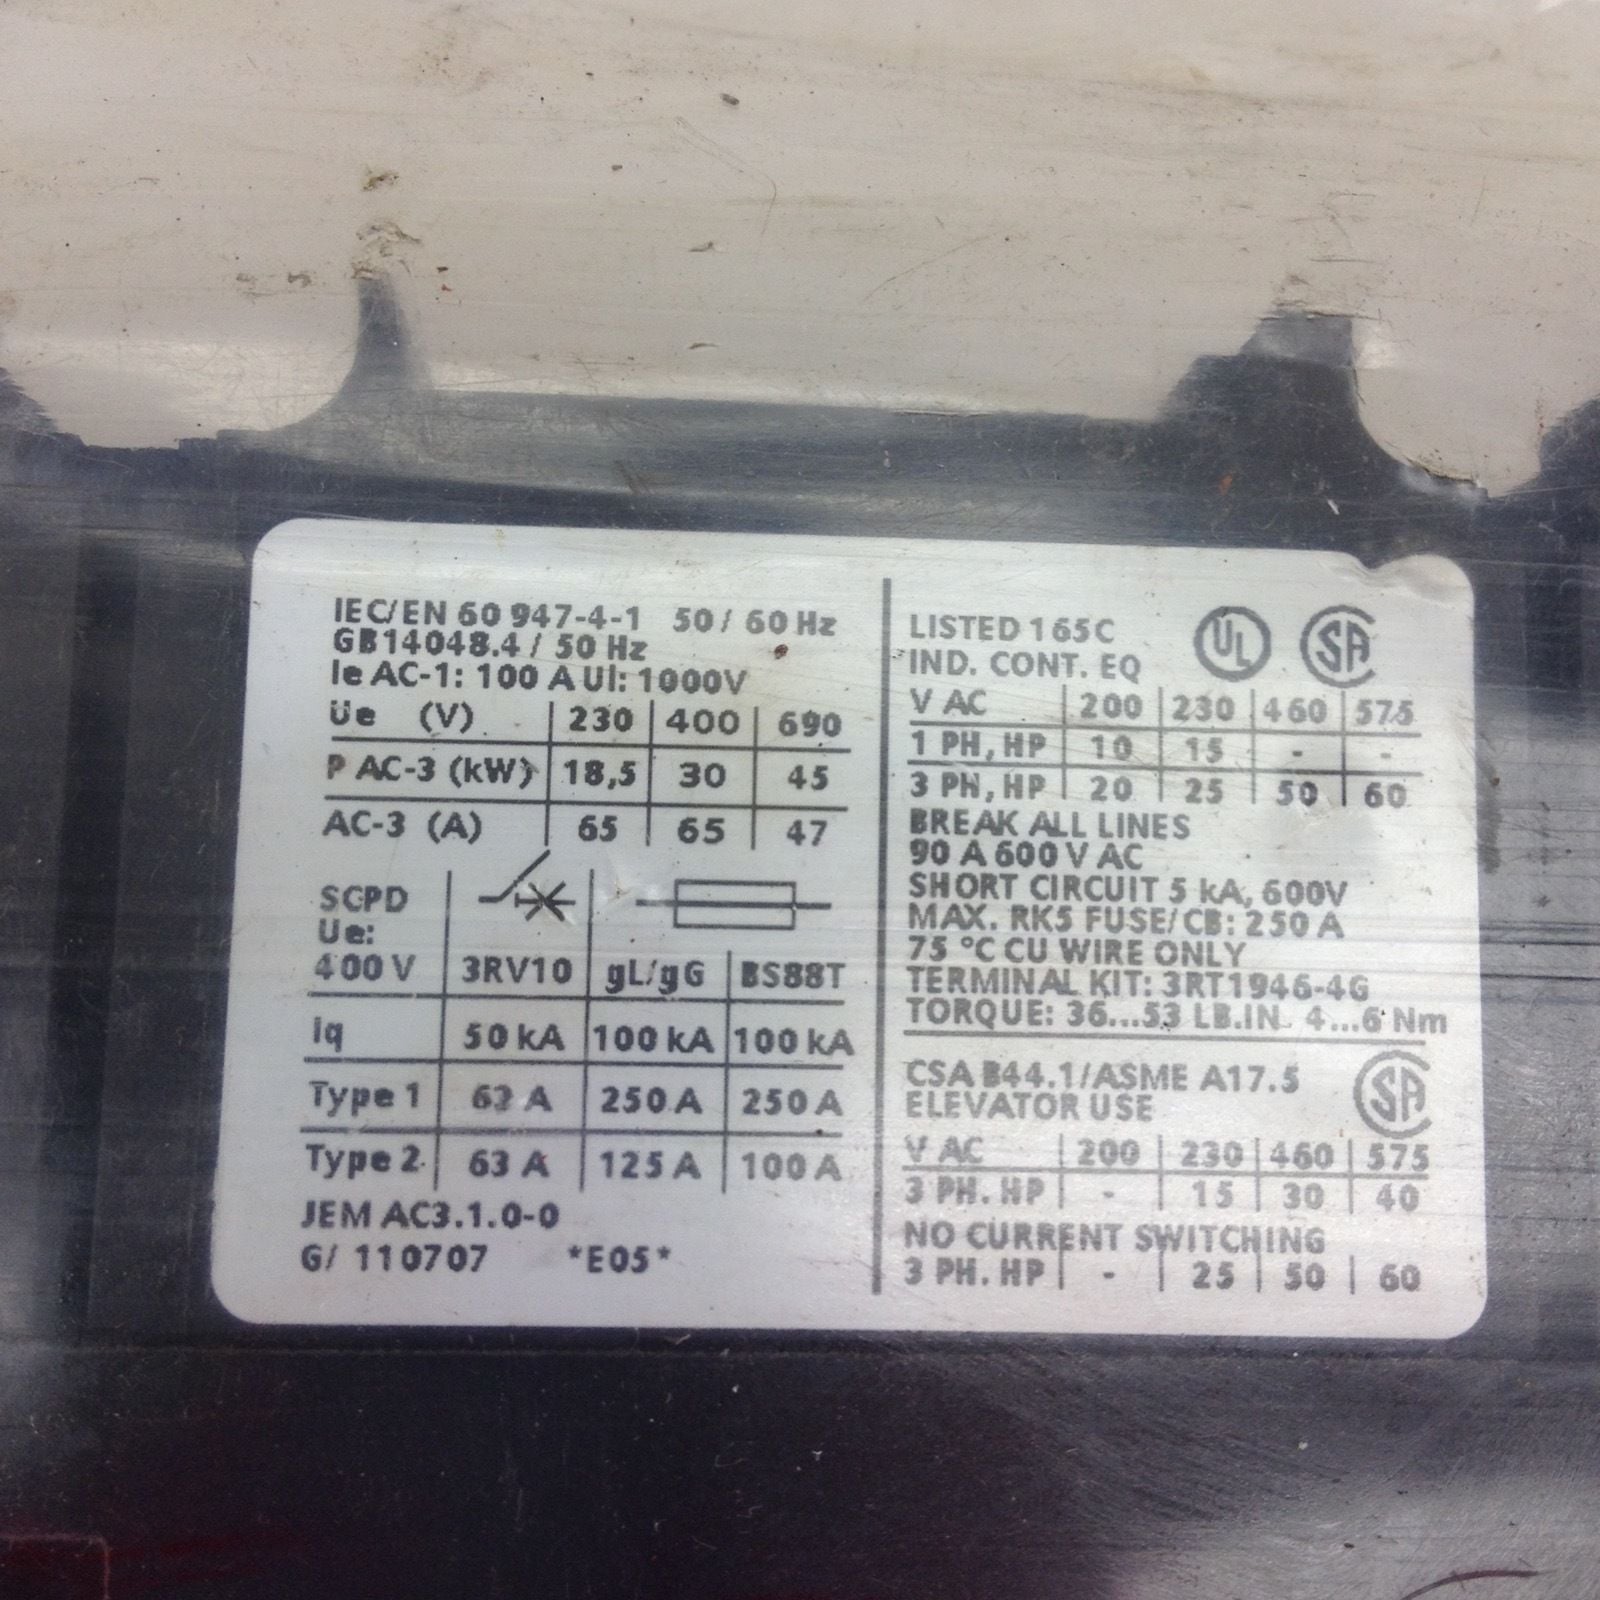 IEC/EN 60 947-4-1 50 / 60 Hz
GB14048.4 / 50 Hz
Ie AC-1: 100 A Ui: 1000V
Ue (V) 230 400 690
P AC-3 (kW) 18,5 30 45
AC-3 (A) 65 65 47
SCPD
Ue:
400 V 3RV10 gL/gG BS88T
Iq 50 kA 100 kA 100 kA
Type 1 63 A 250 A 250 A
Type 2 63 A 125 A 100 A
JEM AC3.1.0-0
G/ 110707 *E05*
LISTED 165C UL SA
IND. CONT. EQ
V AC 200 230 460 575
1 PH, HP 10 15 - -
3 PH, HP 20 25 50 60
BREAK ALL LINES
90 A 600 V AC
SHORT CIRCUIT 5 kA, 600V
MAX. RK5 FUSE/CB: 250 A
75 °C CU WIRE ONLY
TERMINAL KIT: 3RT1946-4G
TORQUE: 36...53 LB.IN. 4...6 Nm
CSA B44.1/ASME A17.5 SA
ELEVATOR USE
V AC 200 230 460 575
3 PH. HP - 15 30 40
NO CURRENT SWITCHING
3 PH. HP - 25 50 60